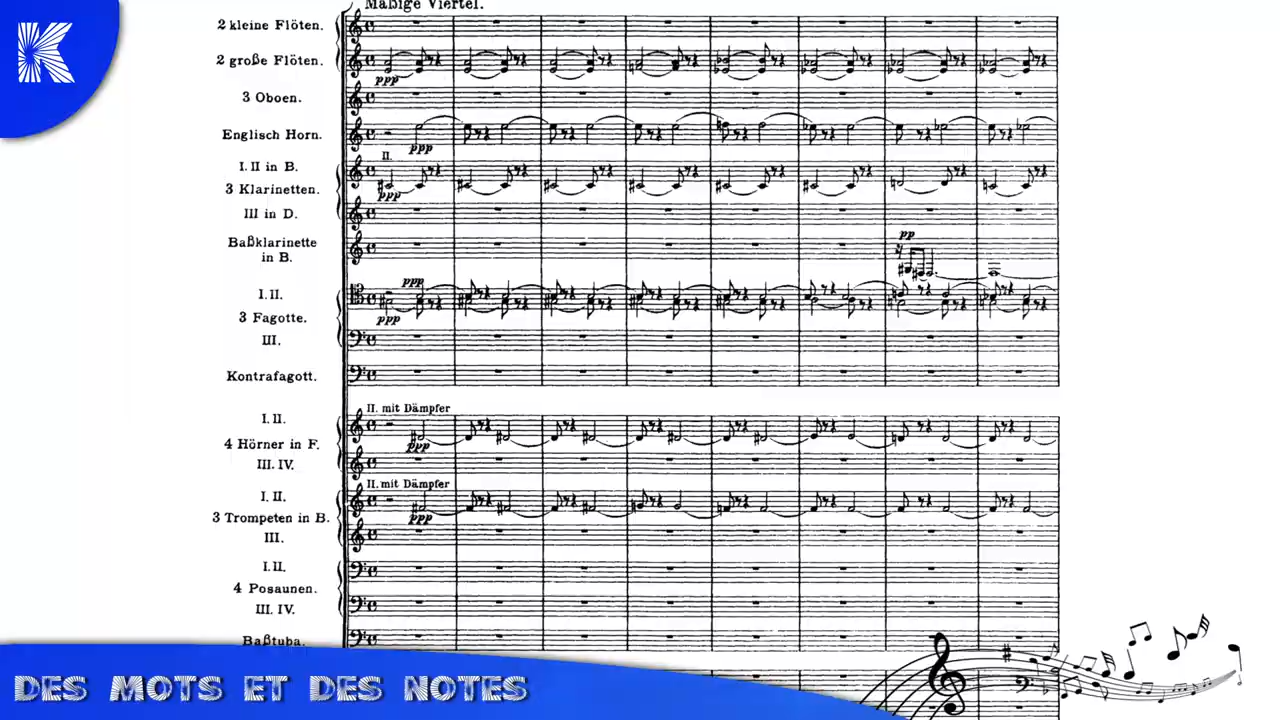 K
Mäßige Viertel.
2 kleine Flöten.
2 große Flöten.
ppp
3 Oboen.
Englisch Horn.
ppp
II.
I. II in B.
3 Klarinetten.
ppp
III in D.
Baßklarinette
in B.
pp
ppp
I. II.
3 Fagotte.
ppp
III.
Kontrafagott.
II. mit Dämpfer
I. II.
4 Hörner in F.
ppp
III. IV.
II. mit Dämpfer
I. II.
3 Trompeten in B.
ppp
III.
I. II.
4 Posaunen.
III. IV.
Baßtuba.
DES MOTS ET DES NOTES